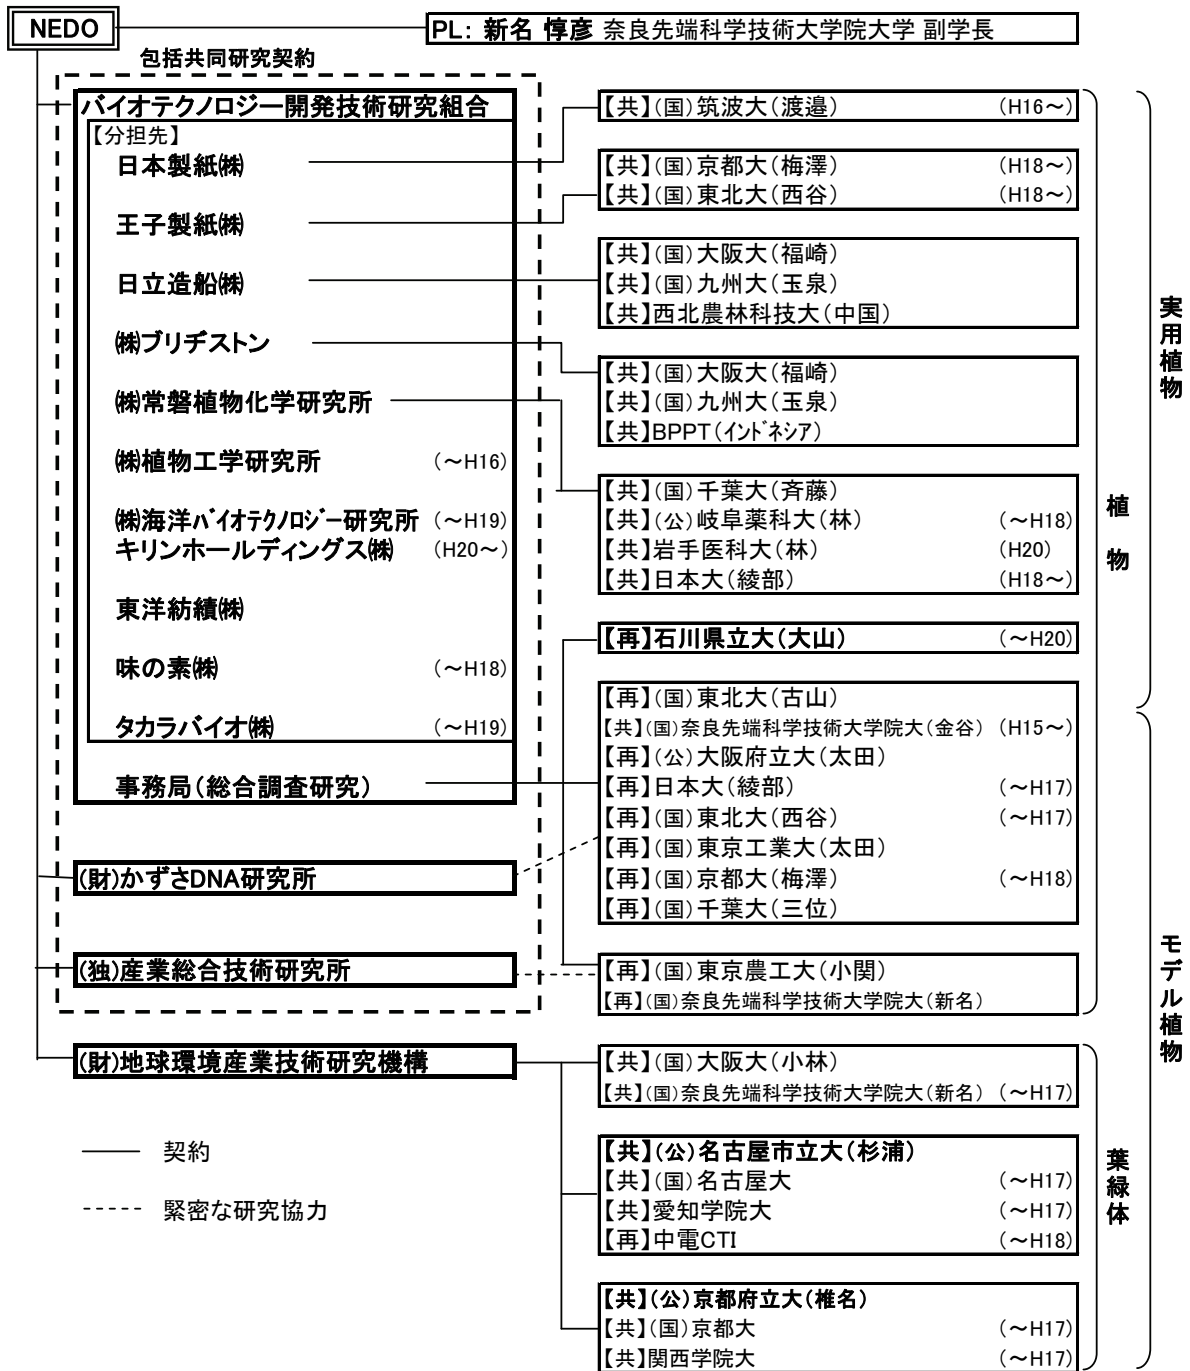 NEDO
PL: 新名 惇彦 奈良先端科学技術大学院大学 副学長
包括共同研究契約
バイオテクノロジー開発技術研究組合
【分担先】
日本製紙㈱
王子製紙㈱
日立造船㈱
㈱ブリヂストン
㈱常磐植物化学研究所
㈱植物工学研究所 (～H16)
㈱海洋バイオテクノロジー研究所 (～H19)
キリンホールディングス㈱ (H20～)
東洋紡績㈱
味の素㈱ (～H18)
タカラバイオ㈱ (～H19)
事務局(総合調査研究)
(財)かずさDNA研究所
(独)産業総合技術研究所
(財)地球環境産業技術研究機構
契約
緊密な研究協力
【共】(国)筑波大(渡邉) (H16～)
【共】(国)京都大(梅澤) (H18～)
【共】(国)東北大(西谷) (H18～)
【共】(国)大阪大(福崎)
【共】(国)九州大(玉泉)
【共】西北農林科技大(中国)
【共】(国)大阪大(福崎)
【共】(国)九州大(玉泉)
【共】BPPT(インドネシア)
【共】(国)千葉大(斉藤)
【共】(公)岐阜薬科大(林) (～H18)
【共】岩手医科大(林) (H20)
【共】日本大(綾部) (H18～)
【再】石川県立大(大山) (～H20)
【再】(国)東北大(古山)
【共】(国)奈良先端科学技術大学院大(金谷) (H15～)
【再】(公)大阪府立大(太田)
【再】日本大(綾部) (～H17)
【再】(国)東北大(西谷) (～H17)
【再】(国)東京工業大(太田)
【再】(国)京都大(梅澤) (～H18)
【再】(国)千葉大(三位)
【再】(国)東京農工大(小関)
【再】(国)奈良先端科学技術大学院大(新名)
【共】(国)大阪大(小林)
【共】(国)奈良先端科学技術大学院大(新名) (～H17)
【共】(公)名古屋市立大(杉浦)
【共】(国)名古屋大 (～H17)
【共】愛知学院大 (～H17)
【再】中電CTI (～H18)
【共】(公)京都府立大(椎名)
【共】(国)京都大 (～H17)
【共】関西学院大 (～H17)
植物
葉緑体
実用植物
モデル植物